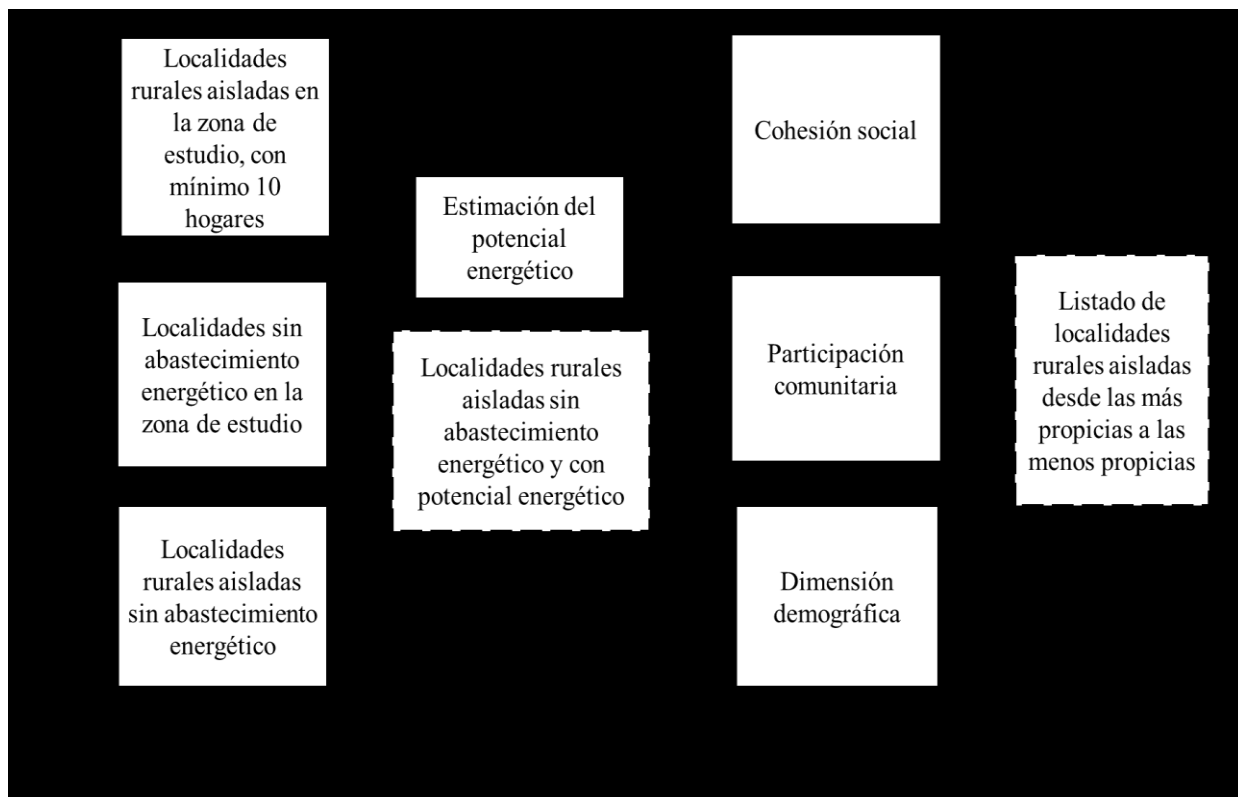 Localidades
rurales aisladas en
la zona de
estudio, con
mínimo 10
hogares
Localidades sin
abastecimiento
energético en la
zona de estudio
Localidades
rurales aisladas
sin abastecimiento
energético
Estimación del
potencial
energético
Localidades rurales
aisladas sin
abastecimiento
energético y con
potencial energético
Cohesión social
Participación
comunitaria
Dimensión
demográfica
Listado de
localidades
rurales aisladas
desde las más
propicias a las
menos propicias